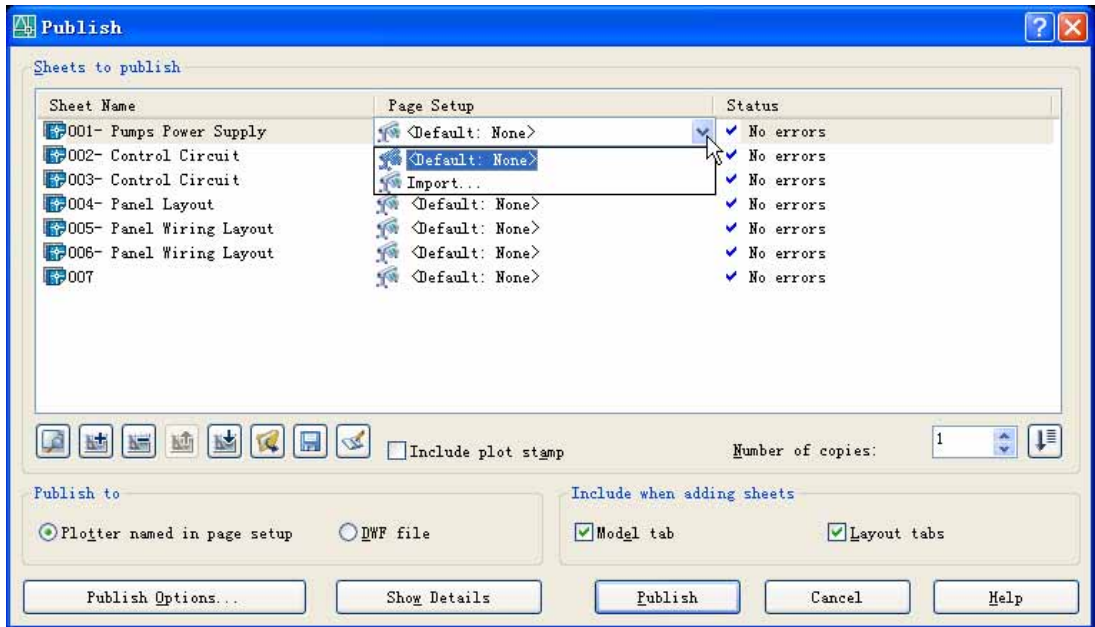 Publish
Sheets to publish
Sheet Name Page Setup Status
001- Pumps Power Supply <Default: None> No errors
002- Control Circuit <Default: None> No errors
003- Control Circuit Import... No errors
004- Panel Layout <Default: None> No errors
005- Panel Wiring Layout <Default: None> No errors
006- Panel Wiring Layout <Default: None> No errors
007 <Default: None> No errors
Include plot stamp Number of copies: 1
Publish to Include when adding sheets
Plotter named in page setup DWF file Model tab Layout tabs
Publish Options... Show Details Publish Cancel Help